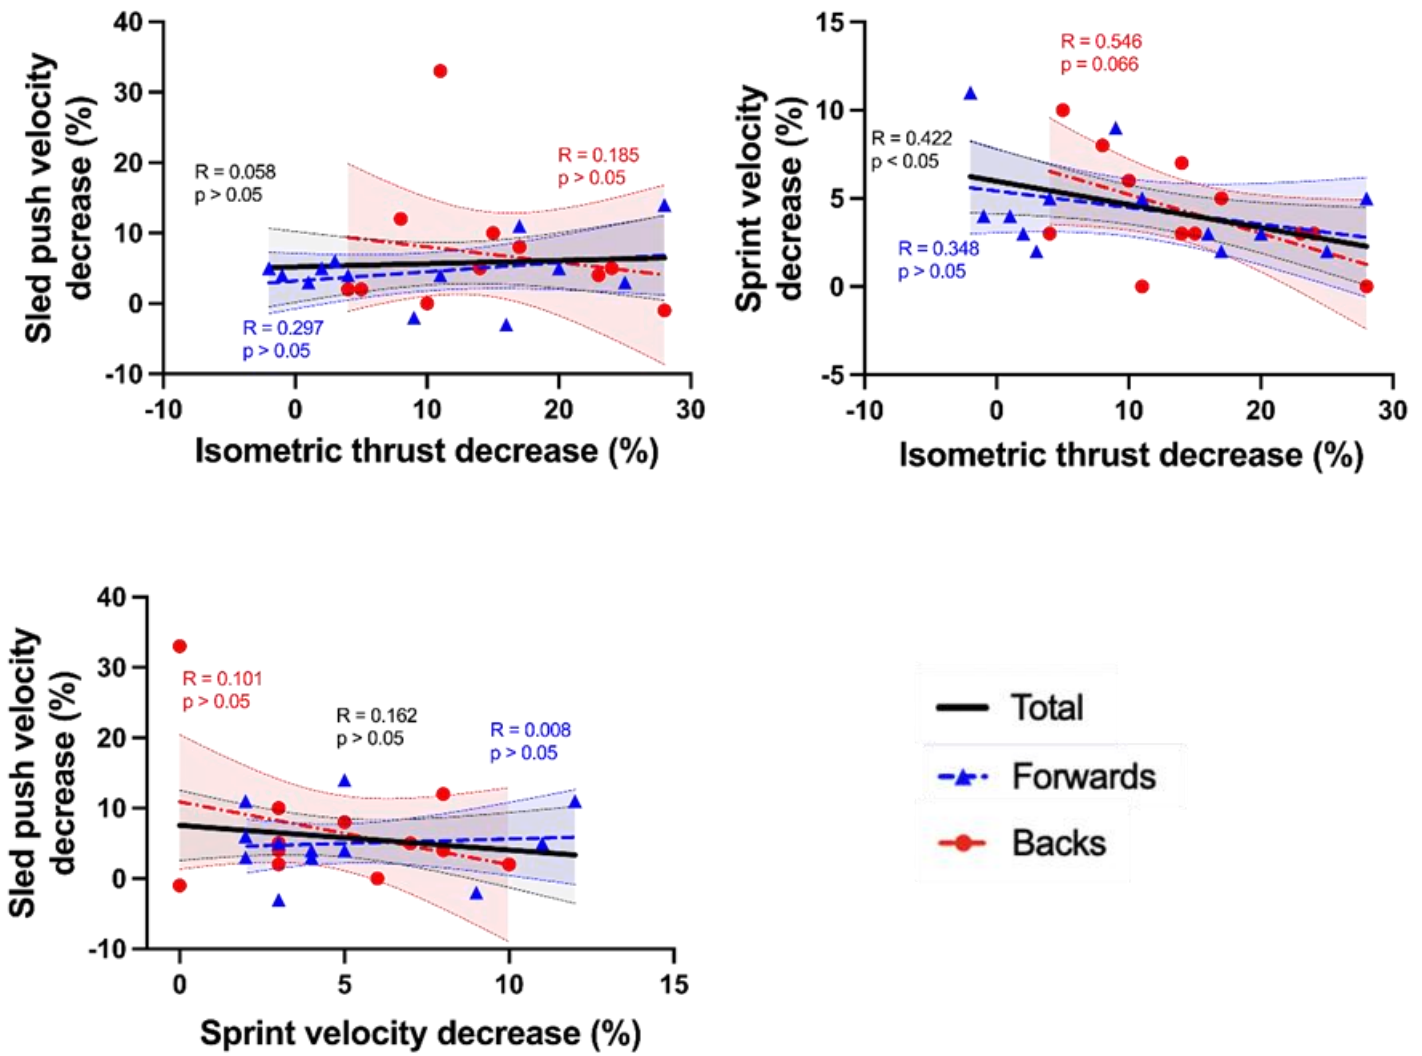 Sled push velocity
decrease (%)
40
30
20
10
0
-10
R = 0.058
p > 0.05
R = 0.185
p > 0.05
R = 0.297
p > 0.05
-10 0 10 20 30
Isometric thrust decrease (%)
Sprint velocity
decrease (%)
15
10
5
0
-5
R = 0.546
p = 0.066
R = 0.422
p < 0.05
R = 0.348
p > 0.05
-10 0 10 20 30
Isometric thrust decrease (%)
Sled push velocity
decrease (%)
40
30
20
10
0
-10
R = 0.101
p > 0.05
R = 0.162
p > 0.05
R = 0.008
p > 0.05
0 5 10 15
Sprint velocity decrease (%)
Total
Forwards
Backs